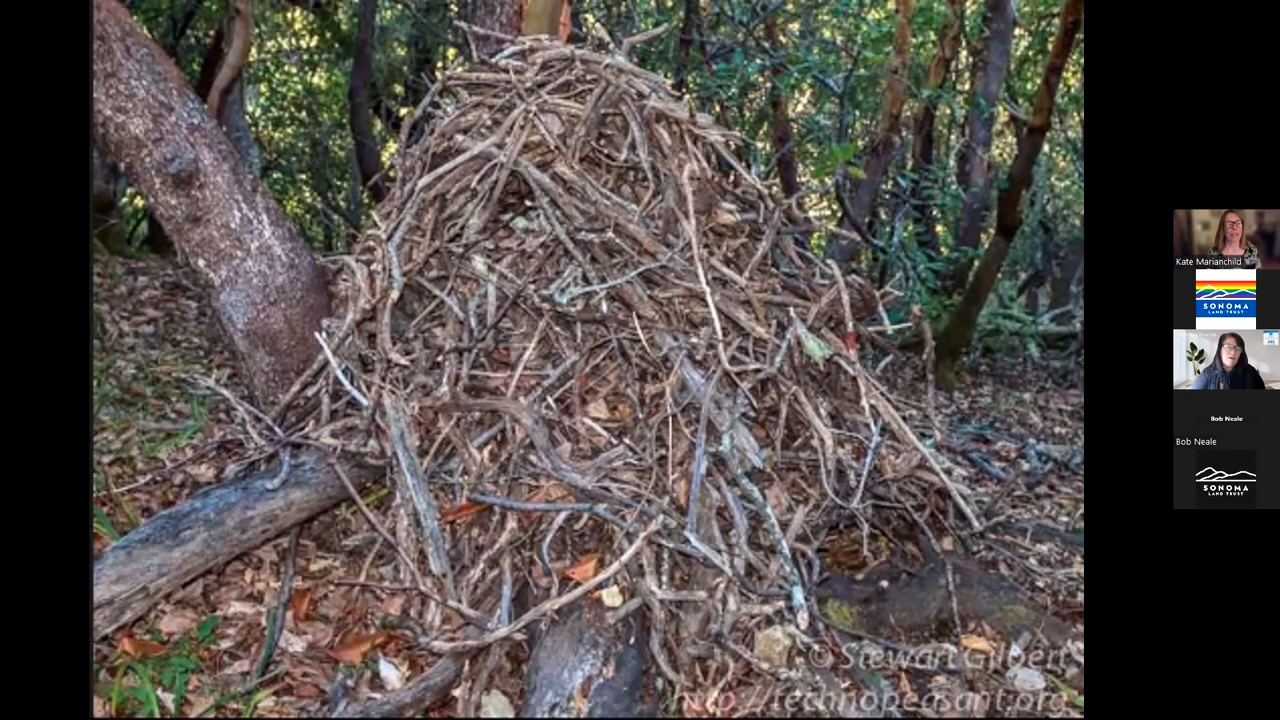 © Stewart Gilbert
http://technopeasant.org
Kate Marianchild
SONOMA
LAND TRUST
Bob Neale
Bob Neale
SONOMA
LAND TRUST